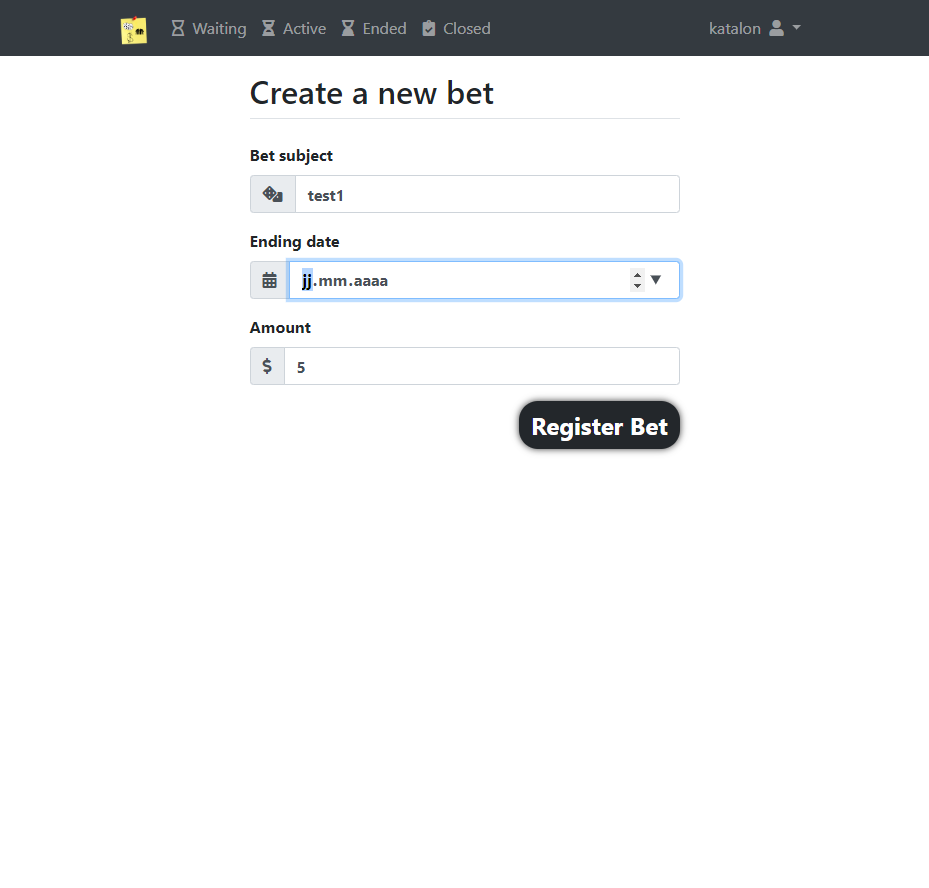 Waiting Active Ended Closed katalon
Create a new bet
Bet subject
test1
Ending date
jj.mm.aaaa
Amount
$ 5
Register Bet